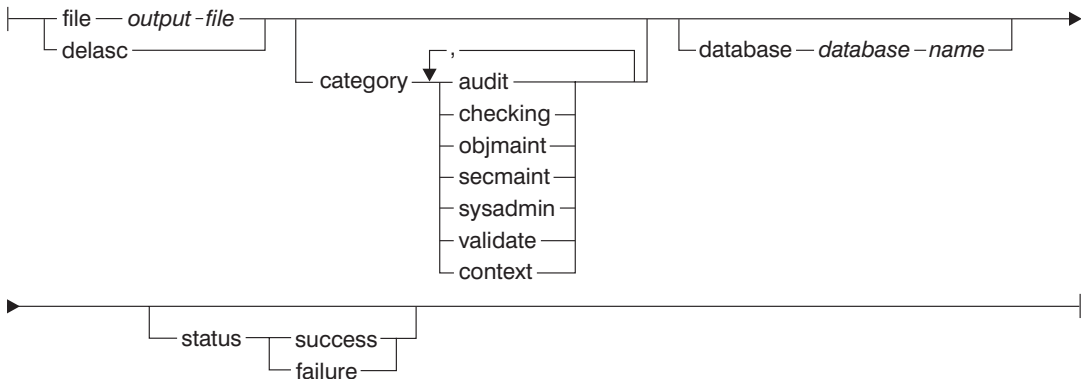 file output-file
delasc
,
category audit
checking
objmaint
secmaint
sysadmin
validate
context
database database-name
status success
failure